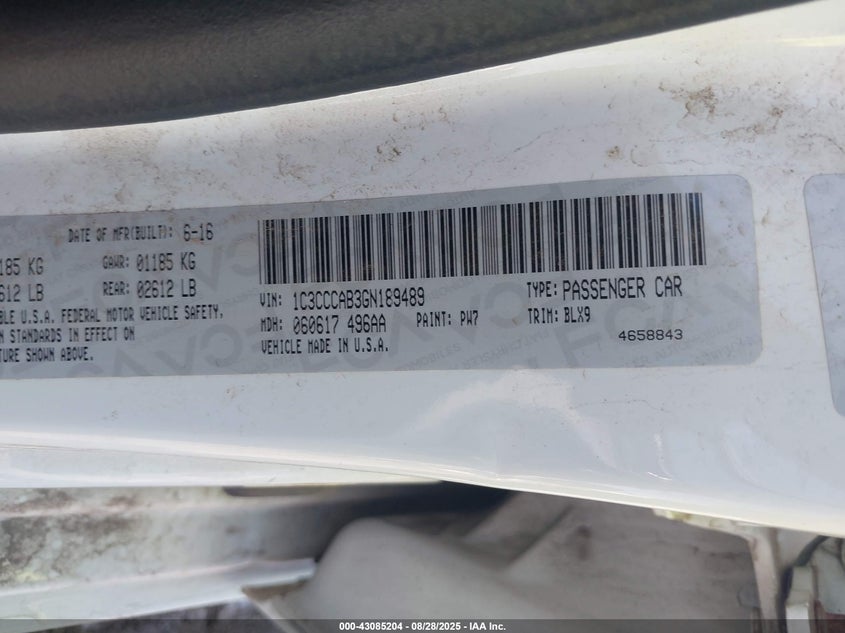 DATE OF MFR(BUILT): 6-16
185 KG GAWR: 01185 KG
612 LB REAR: 02612 LB
BLE U.S.A. FEDERAL MOTOR VEHICLE SAFETY.
N STANDARDS IN EFFECT ON
TURE SHOWN ABOVE.
VIN: 1C3CCCAB3GN189489 TYPE: PASSENGER CAR
MDH: 060617 496AA PAINT: PW7 TRIM: BLX9
VEHICLE MADE IN U.S.A. 4658843
000-43085204 | 08/28/2025 - IAA Inc.